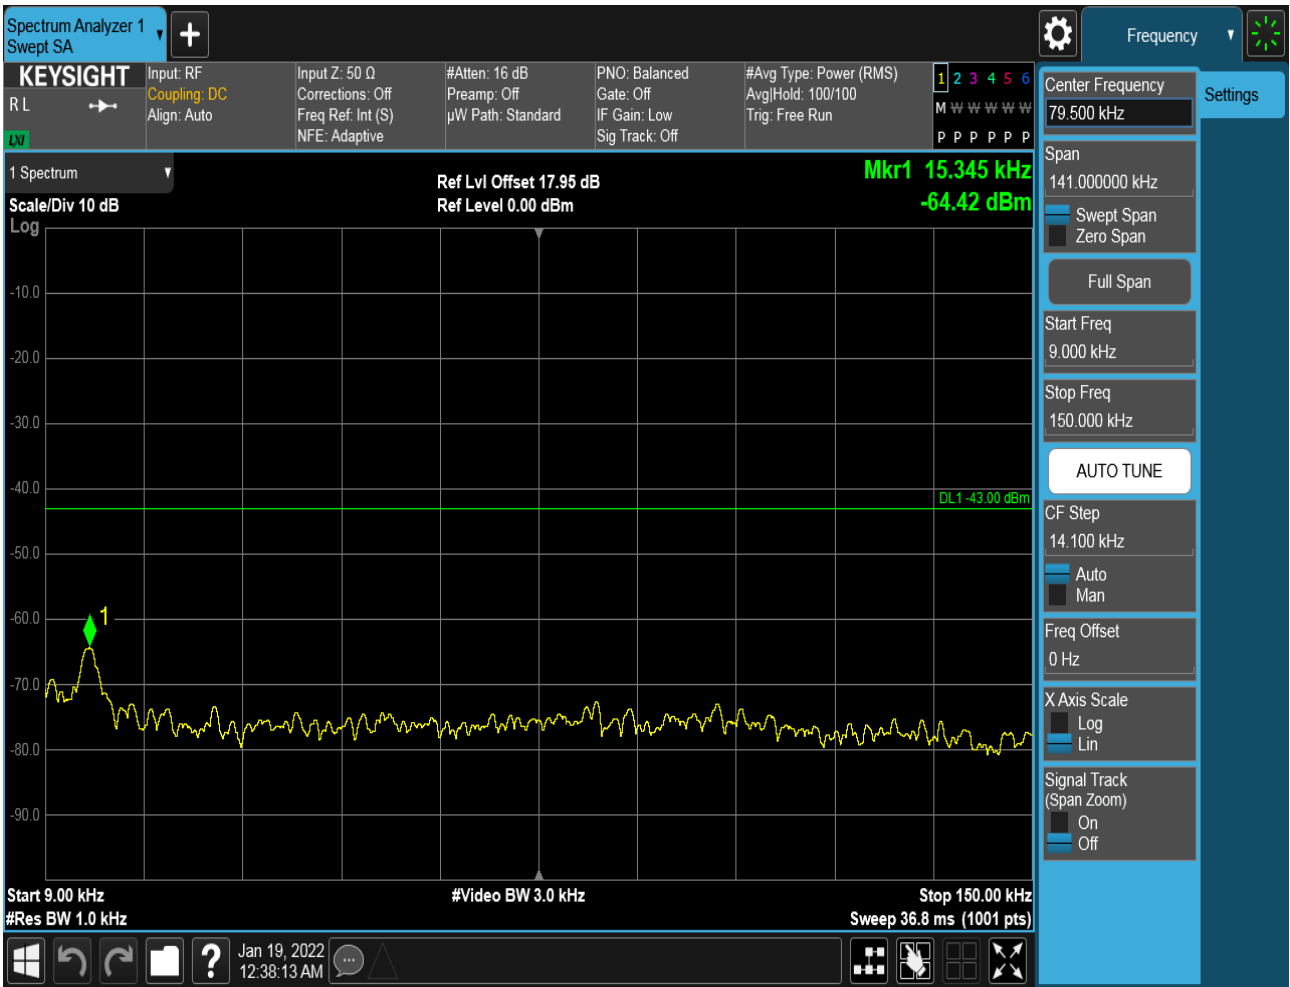 Spectrum Analyzer 1
Swept SA
Frequency
KEYSIGHT
R L
LXI
Input: RF
Coupling: DC
Align: Auto
Input Z: 50 Ω
Corrections: Off
Freq Ref: Int (S)
NFE: Adaptive
#Atten: 16 dB
Preamp: Off
µW Path: Standard
PNO: Balanced
Gate: Off
IF Gain: Low
Sig Track: Off
#Avg Type: Power (RMS)
Avg|Hold: 100/100
Trig: Free Run
1 2 3 4 5 6
M W W W W W
P P P P P P
1 Spectrum
Scale/Div 10 dB
Log
Ref Lvl Offset 17.95 dB
Ref Level 0.00 dBm
Mkr1 15.345 kHz
-64.42 dBm
-10.0
-20.0
-30.0
-40.0
DL1 -43.00 dBm
-50.0
-60.0
1
-70.0
-80.0
-90.0
Start 9.00 kHz
#Res BW 1.0 kHz
#Video BW 3.0 kHz
Stop 150.00 kHz
Sweep 36.8 ms (1001 pts)
?
Jan 19, 2022
12:38:13 AM
Settings
Center Frequency
79.500 kHz
Span
141.000000 kHz
Swept Span
Zero Span
Full Span
Start Freq
9.000 kHz
Stop Freq
150.000 kHz
AUTO TUNE
CF Step
14.100 kHz
Auto
Man
Freq Offset
0 Hz
X Axis Scale
Log
Lin
Signal Track
(Span Zoom)
On
Off